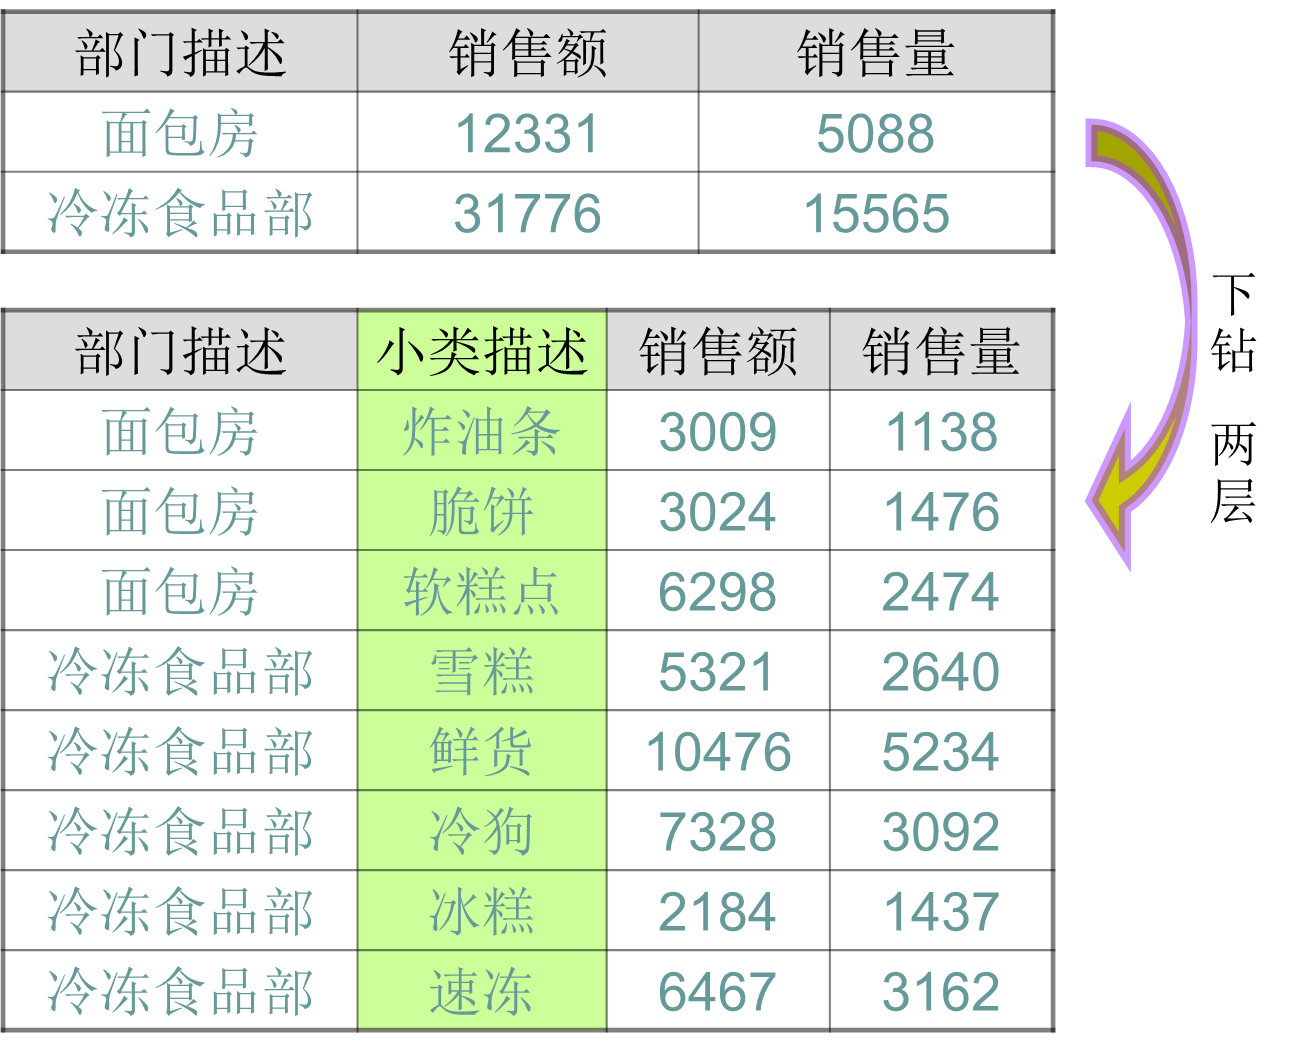 部门描述 销售额 销售量
面包房 12331 5088
冷冻食品部 31776 15565
部门描述 小类描述 销售额 销售量
面包房 炸油条 3009 1138
面包房 脆饼 3024 1476
面包房 软糕点 6298 2474
冷冻食品部 雪糕 5321 2640
冷冻食品部 鲜货 10476 5234
冷冻食品部 冷狗 7328 3092
冷冻食品部 冰糕 2184 1437
冷冻食品部 速冻 6467 3162
下钻 两层